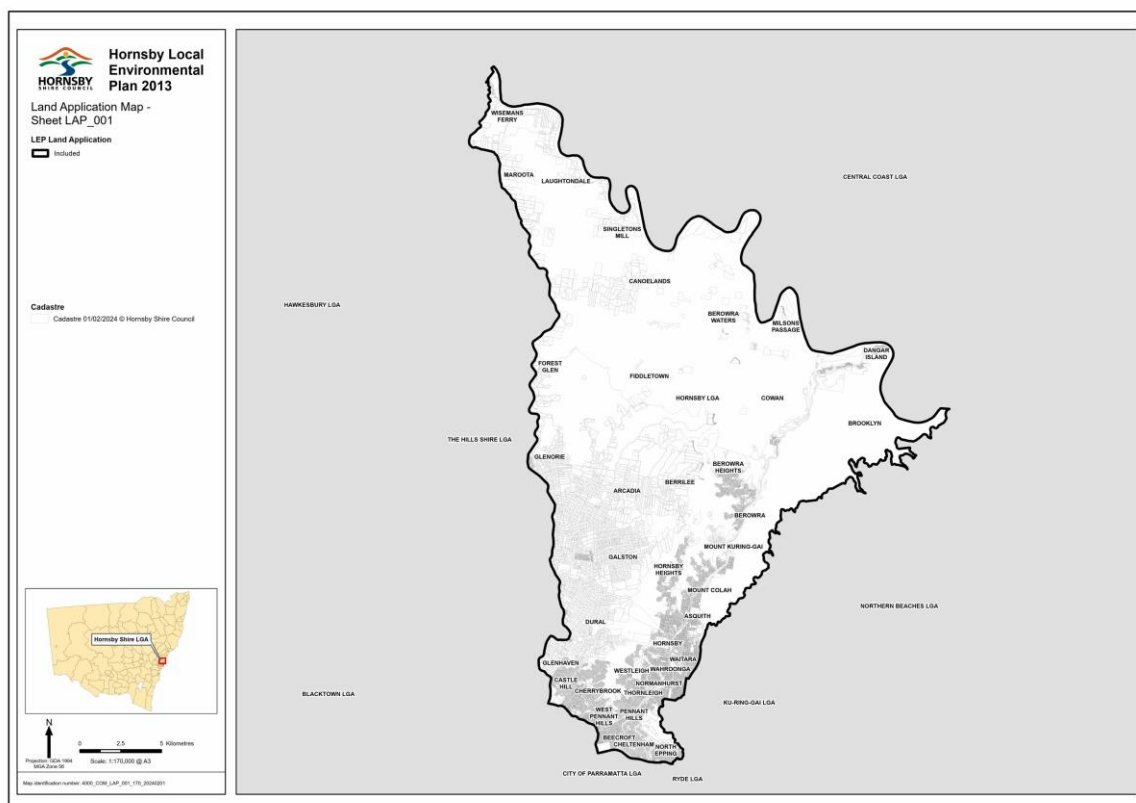 HORNSBY
SHIRE COUNCIL
Hornsby Local
Environmental
Plan 2013
Land Application Map -
Sheet LAP_001
LEP Land Application
Included
Cadastre
Cadastre 01/02/2024 © Hornsby Shire Council
Hornsby Shire LGA
N
0 2.5 5 Kilometres
Projection: GDA 1994
MGA Zone 56
Scale: 1:170,000 @ A3
Map identification number: 4000_COM_LAP_001_170_20240201
WISEMANS
FERRY
MAROOTA
LAUGHTONDALE
CENTRAL COAST LGA
SINGLETONS
MILL
CANOELANDS
HAWKESBURY LGA
BEROWRA
WATERS
MILSONS
PASSAGE
DANGAR
ISLAND
FOREST
GLEN
FIDDLETOWN
HORNSBY LGA
COWAN
BROOKLYN
THE HILLS SHIRE LGA
GLENORIE
BEROWRA
HEIGHTS
BERRILEE
ARCADIA
BEROWRA
MOUNT KURING-GAI
GALSTON
HORNSBY
HEIGHTS
MOUNT COLAH
NORTHERN BEACHES LGA
ASQUITH
DURAL
HORNSBY
WAITARA
GLENHAVEN
WESTLEIGH
WAHROONGA
CASTLE
HILL
NORMANHURST
CHERRYBROOK
THORNLEIGH
BLACKTOWN LGA
KU-RING-GAI LGA
WEST
PENNANT
HILLS
PENNANT
HILLS
BEECROFT
CHELTENHAM
NORTH
EPPING
CITY OF PARRAMATTA LGA
RYDE LGA